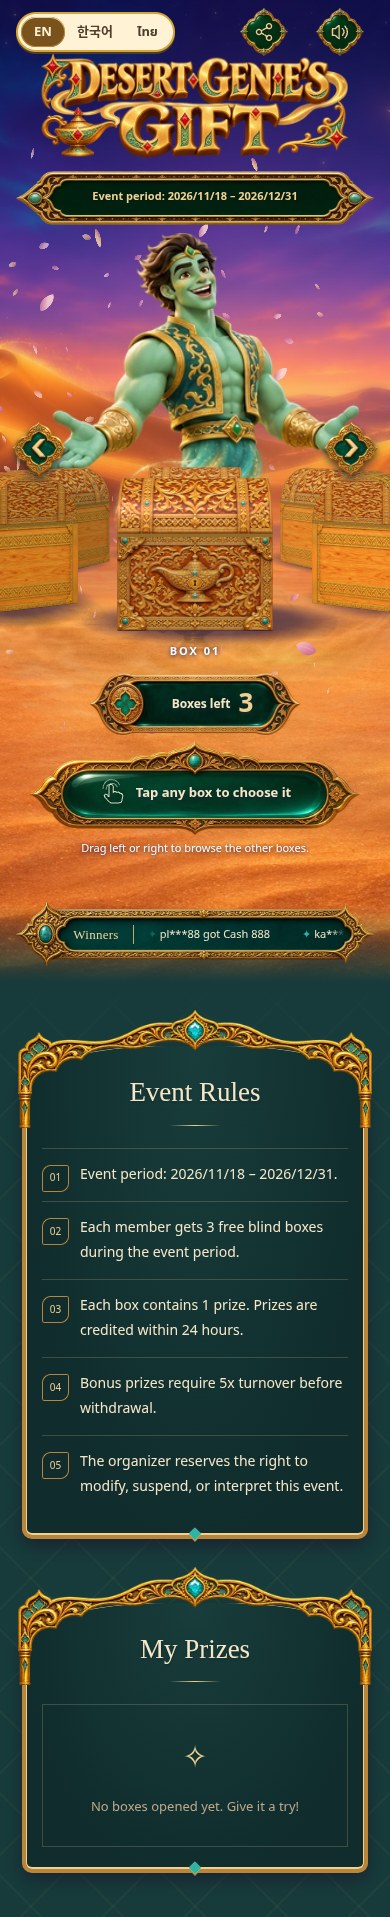 EN 한국어 ไทย
DESERT GENIE'S
GIFT
Event period: 2026/11/18 – 2026/12/31
BOX 01
Boxes left 3
Tap any box to choose it
Drag left or right to browse the other boxes.
Winners pl***88 got Cash 888 ka***
Event Rules
01 Event period: 2026/11/18 – 2026/12/31.
02 Each member gets 3 free blind boxes
during the event period.
03 Each box contains 1 prize. Prizes are
credited within 24 hours.
04 Bonus prizes require 5x turnover before
withdrawal.
05 The organizer reserves the right to
modify, suspend, or interpret this event.
My Prizes
No boxes opened yet. Give it a try!